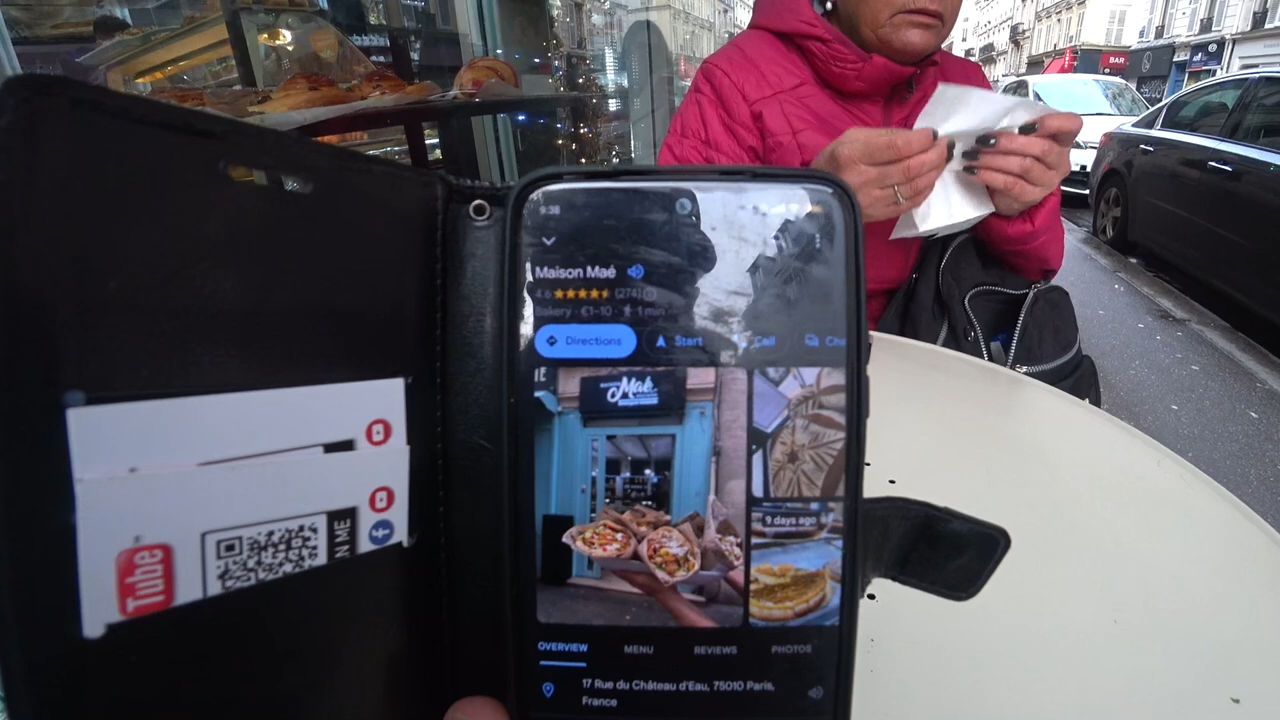 BAR
9:38
Maison Maé
4.6 (274)
Bakery · €1-10 · 1 min
Directions
Start
Call
Maé
9 days ago
OVERVIEW
MENU
REVIEWS
PHOTOS
17 Rue du Château d'Eau, 75010 Paris,
France
Tube
N ME